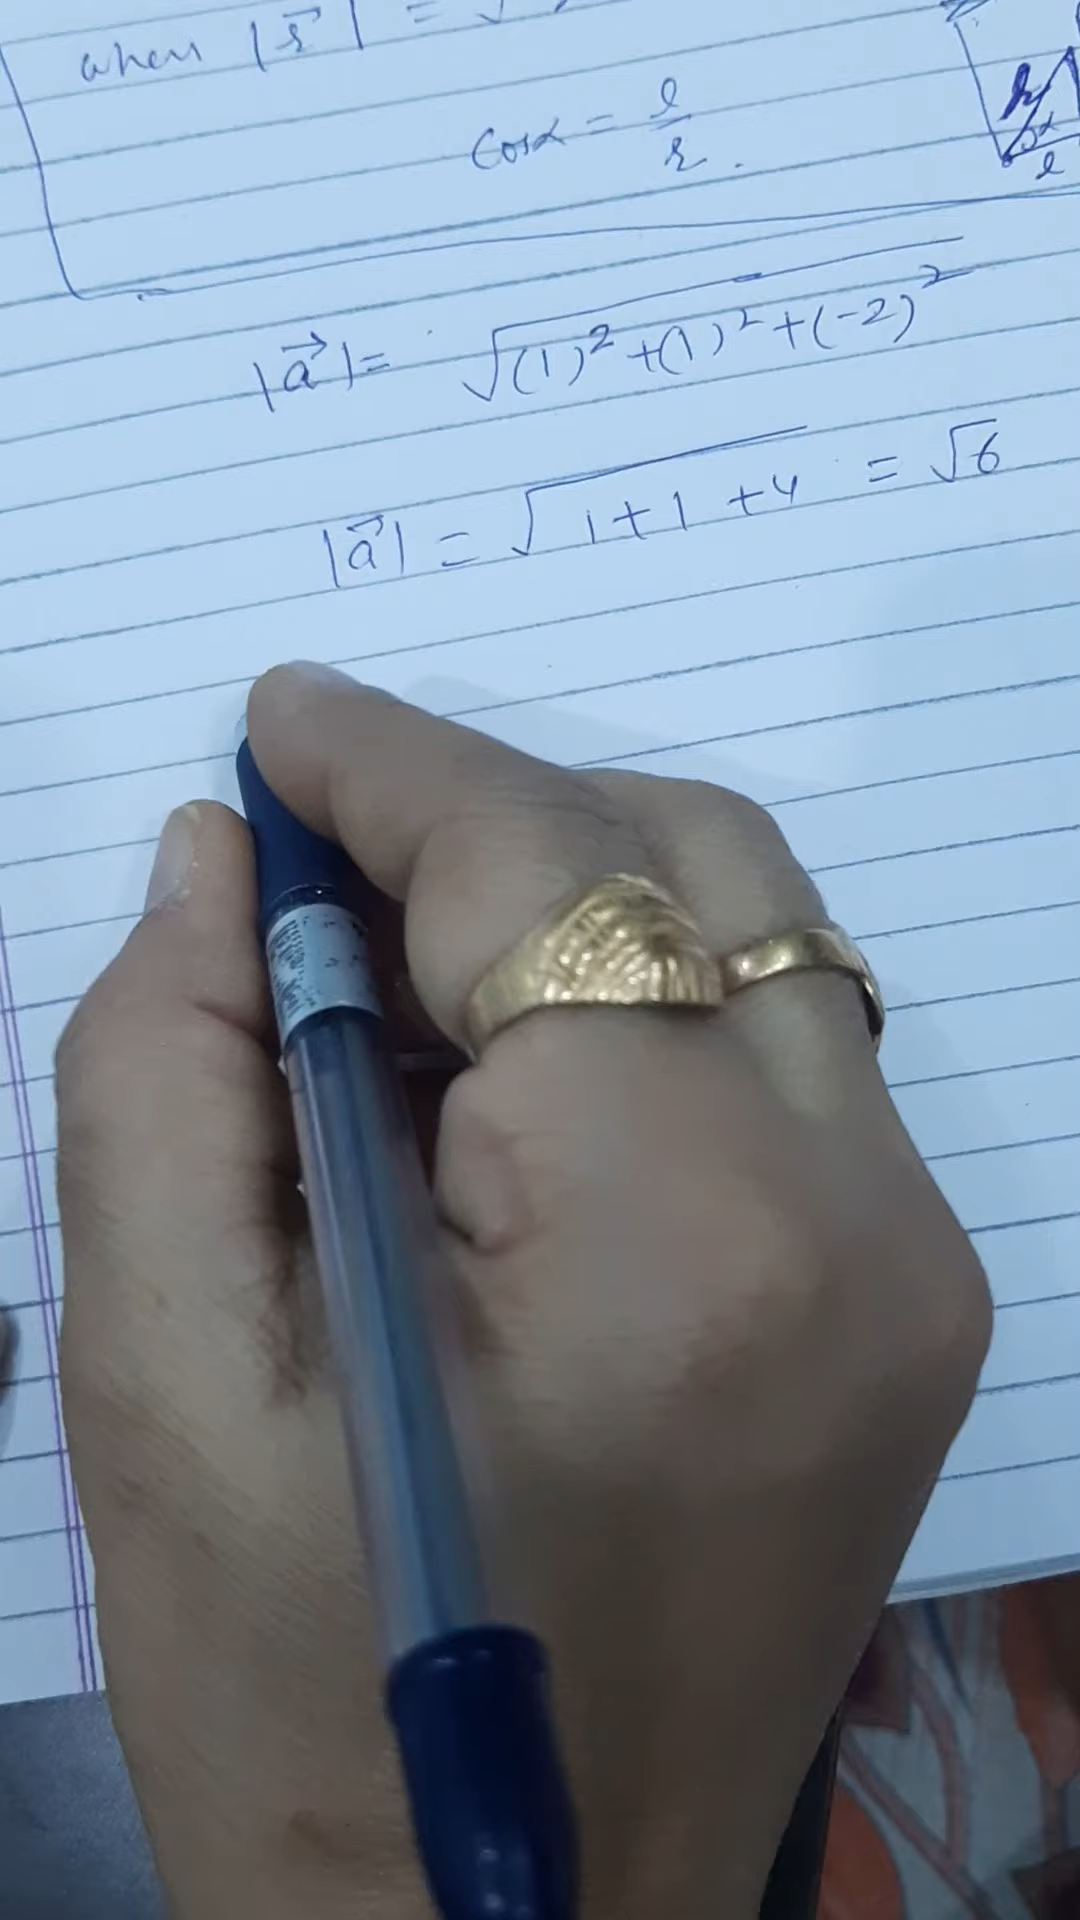 when |r⃗| = √
Cosα = l/r.
r
α
l
|a⃗| = √(1)² + (1)² + (-2)²
|a⃗| = √1 + 1 + 4 = √6